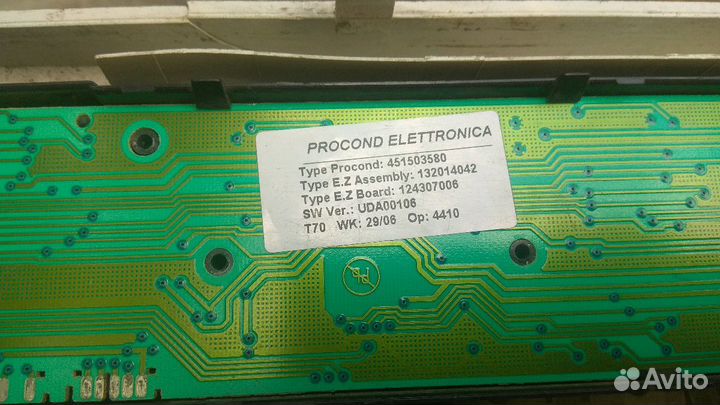 PROCOND ELETTRONICA
Type Procond: 451503580
Type E.Z Assembly: 132014042
Type E.Z Board: 124307006
SW Ver.: UDA00106
T70 WK: 29/06 Op: 4410
Pb
Avito